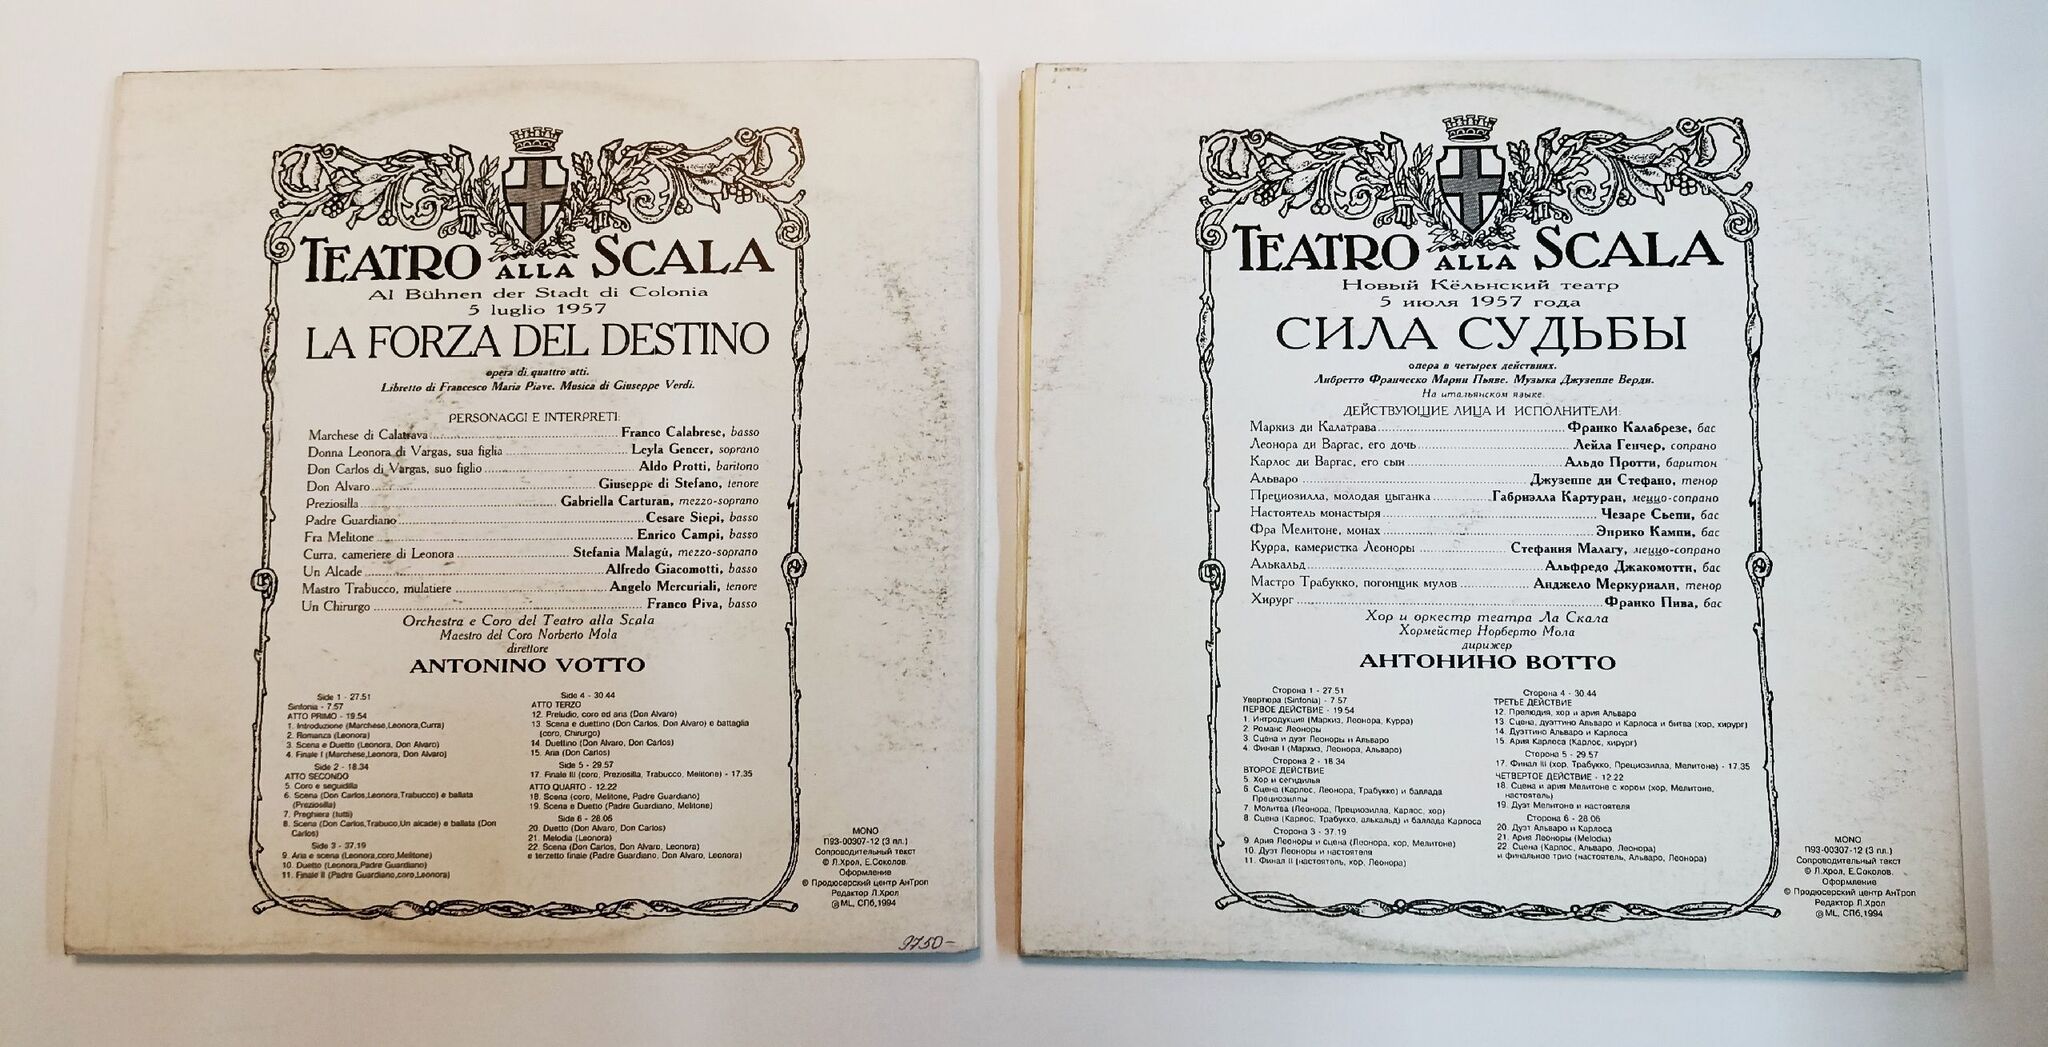 TEATRO ALLA SCALA
Al Bühnen der Stadt di Colonia
5 luglio 1957
LA FORZA DEL DESTINO
opera di quattro atti.
Libretto di Francesco Maria Piave. Musica di Giuseppe Verdi.
PERSONAGGI E INTERPRETI:
Marchese di Calatrava Franco Calabrese, basso
Donna Leonora di Vargas, sua figlia Leyla Gencer, soprano
Don Carlos di Vargas, suo figlio Aldo Protti, baritono
Don Alvaro Giuseppe di Stefano, tenore
Preziosilla Gabriella Carturan, mezzo-soprano
Padre Guardiano Cesare Siepi, basso
Fra Melitone Enrico Campi, basso
Curra, cameriere di Leonora Stefania Malagú, mezzo-soprano
Un Alcade Alfredo Giacomotti, basso
Mastro Trabucco, mulatiere Angelo Mercuriali, tenore
Un Chirurgo Franco Piva, basso
Orchestra e Coro del Teatro alla Scala
Maestro del Coro Norberto Mola
direttore
ANTONINO VOTTO
Side 1 - 27.51
Sinfonia - 7.57
ATTO PRIMO - 19.54
1. Introduzione (Marchese,Leonora,Curra)
2. Romanza (Leonora)
3. Scena e Duetto (Leonora, Don Alvaro)
4. Finale I (Marchese,Leonora, Don Alvaro)
Side 2 - 18.34
ATTO SECONDO
5. Coro e seguidilla
6. Scena (Don Carlos,Leonora,Trabucco) e ballata
(Preziosilla)
7. Preghiera (tutti)
8. Scena (Don Carlos,Trabuco,Un alcade) e ballata (Don
Carlos)
Side 3 - 37.19
9. Aria e scena (Leonora,coro,Melitone)
10. Duetto (Leonora,Padre Guardiano)
11. Finale II (Padre Guardiano,coro,Leonora)
Side 4 - 30.44
ATTO TERZO
12. Preludio, coro ed aria (Don Alvaro)
13. Scena e duettino (Don Carlos, Don Alvaro) e battaglia
(coro, Chirurgo)
14. Duettino (Don Alvaro, Don Carlos)
15. Aria (Don Carlos)
Side 5 - 29.57
17. Finale III (coro, Preziosilla, Trabucco, Melitone) - 17.35
ATTO QUARTO - 12.22
18. Scena (coro, Melitone, Padre Guardiano)
19. Scena e Duetto (Padre Guardiano, Melitone)
Side 6 - 28.06
20. Duetto (Don Alvaro, Don Carlos)
21. Melodia (Leonora)
22. Scena (Don Carlos, Don Alvaro, Leonora)
e terzetto finale (Padre Guardiano, Don Alvaro, Leonora)
MONO
П93-00307-12 (3 пл.)
Сопроводительный текст
© Л.Хрол, Е.Соколов.
Оформление
© Продюсерский центр АнТроп
Редактор Л.Хрол
℗ ML, СПб,1994
9750-
TEATRO ALLA SCALA
Новый Кёльнский театр
5 июля 1957 года
СИЛА СУДЬБЫ
опера в четырех действиях.
Либретто Франческо Марии Пьяве. Музыка Джузеппе Верди.
На итальянском языке.
ДЕЙСТВУЮЩИЕ ЛИЦА И ИСПОЛНИТЕЛИ:
Маркиз ди Калатрава Франко Калабрезе, бас
Леонора ди Варгас, его дочь Лейла Генчер, сопрано
Карлос ди Варгас, его сын Альдо Протти, баритон
Альваро Джузеппе ди Стефано, тенор
Прециозилла, молодая цыганка Габриэлла Картуран, меццо-сопрано
Настоятель монастыря Чезаре Сьепи, бас
Фра Мелитоне, монах Энрико Кампи, бас
Курра, камеристка Леоноры Стефания Малагу, меццо-сопрано
Алькальд Альфредо Джакомотти, бас
Мастро Трабукко, погонщик мулов Анджело Меркуриали, тенор
Хирург Франко Пива, бас
Хор и оркестр театра Ла Скала
Хормейстер Норберто Мола
дирижер
АНТОНИНО ВОТТО
Сторона 1 - 27.51
Увертюра (Sinfonia) - 7.57
ПЕРВОЕ ДЕЙСТВИЕ - 19.54
1. Интродукция (Маркиз, Леонора, Курра)
2. Романс Леоноры
3. Сцена и дуэт Леоноры и Альваро
4. Финал I (Маркиз, Леонора, Альваро)
Сторона 2 - 18.34
ВТОРОЕ ДЕЙСТВИЕ
5. Хор и сегидилья
6. Сцена (Карлос, Леонора, Трабукко) и баллада
Прециозиллы
7. Молитва (Леонора, Прециозилла, Карлос, хор)
8. Сцена (Карлос, Трабукко, алькальд) и баллада Карлоса
Сторона 3 - 37.19
9. Ария Леоноры и сцена (Леонора, хор, Мелитоне)
10. Дуэт Леоноры и настоятеля
11. Финал II (настоятель, хор, Леонора)
Сторона 4 - 30.44
ТРЕТЬЕ ДЕЙСТВИЕ
12. Прелюдия, хор и ария Альваро
13. Сцена, дуэттино Альваро и Карлоса и битва (хор, хирург)
14. Дуэттино Альваро и Карлоса
15. Ария Карлоса (Карлос, хирург)
Сторона 5 - 29.57
17. Финал III (хор, Трабукко, Прециозилла, Мелитоне) - 17.35
ЧЕТВЕРТОЕ ДЕЙСТВИЕ - 12.22
18. Сцена и ария Мелитоне с хором (хор, Мелитоне,
настоятель)
19. Дуэт Мелитоне и настоятеля
Сторона 6 - 28.06
20. Дуэт Альваро и Карлоса
21. Ария Леоноры (Melodia)
22. Сцена (Карлос, Альваро, Леонора)
и финальное трио (настоятель, Альваро, Леонора)
MONO
П93-00307-12 (3 пл.)
Сопроводительный текст
© Л.Хрол, Е.Соколов.
Оформление
© Продюсерский центр АнТроп
Редактор Л.Хрол
℗ ML, СПб,1994